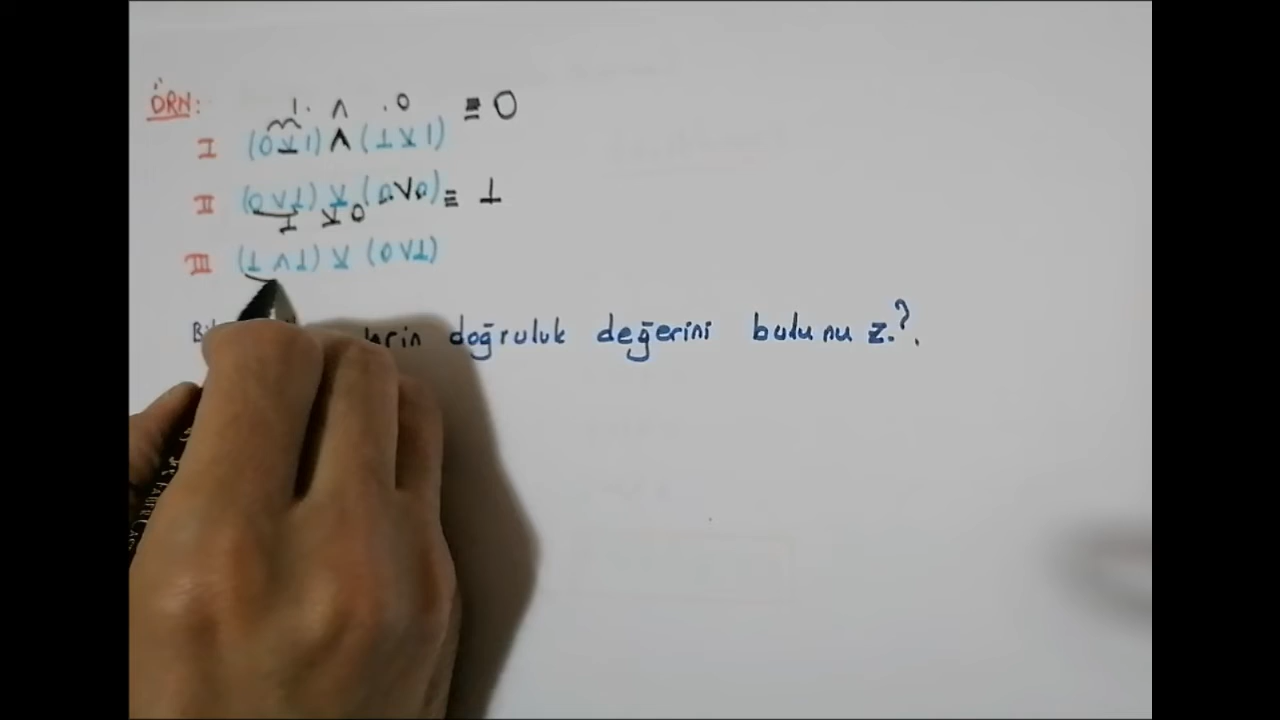 ÖRN:
1 ∧ 0 ≡ 0
I (0 ⊻ 1) ∧ (1 ⊻ 1)
II (0 ∨ 1) ⊻ (0 ∨ 0) ≡ 1
1 ⊻ 0
III (1 ∧ 1) ⊻ (0 ∨ 1)
doğruluk değerini bulunuz.?